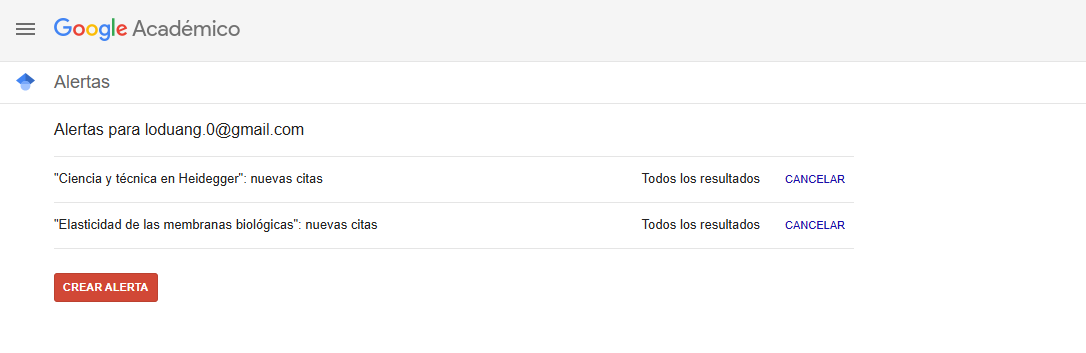 Google Académico
Alertas
Alertas para loduang.0@gmail.com
"Ciencia y técnica en Heidegger": nuevas citas Todos los resultados CANCELAR
"Elasticidad de las membranas biológicas": nuevas citas Todos los resultados CANCELAR
CREAR ALERTA